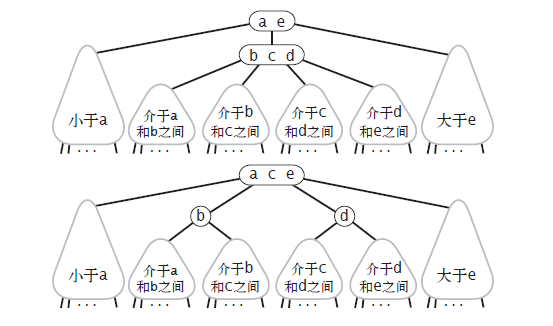 a e
b c d
小于a
介于a
和b之间
介于b
和c之间
介于c
和d之间
介于d
和e之间
大于e
...
...
...
...
...
...
a c e
b
d
小于a
介于a
和b之间
介于b
和c之间
介于c
和d之间
介于d
和e之间
大于e
...
...
...
...
...
...